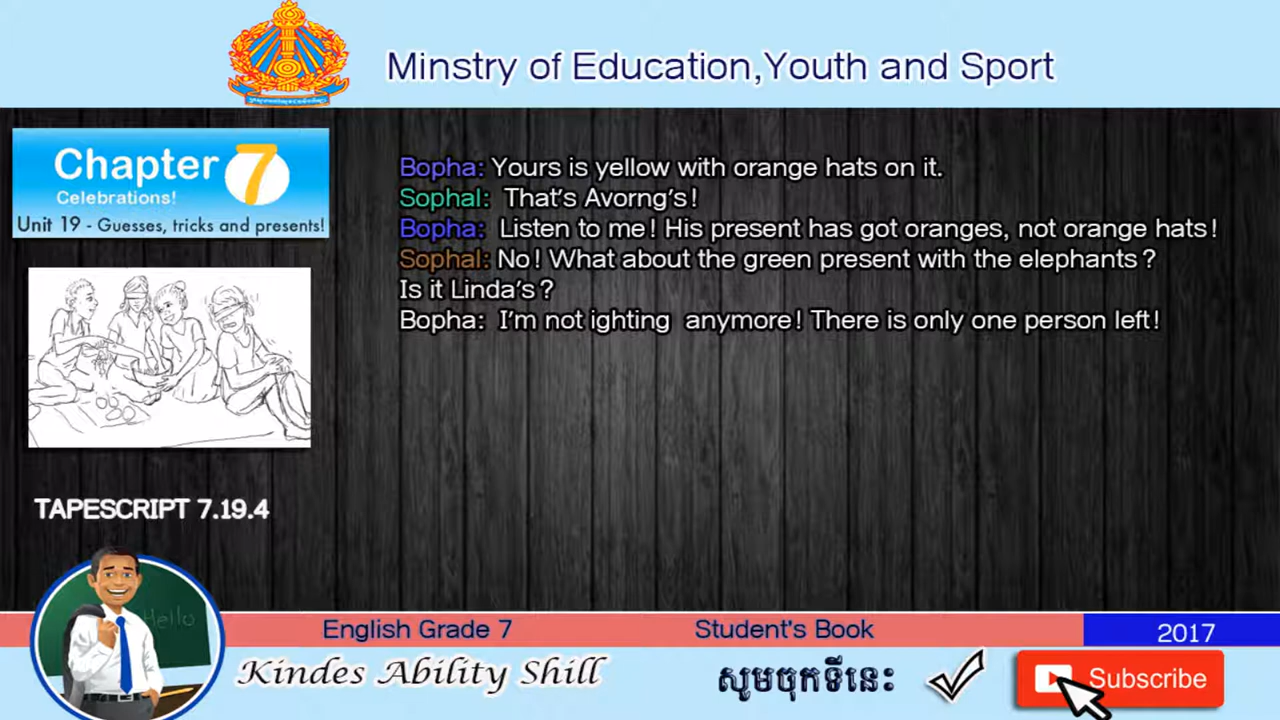 Minstry of Education,Youth and Sport
Chapter 7
Celebrations!
Unit 19 - Guesses, tricks and presents!
Bopha: Yours is yellow with orange hats on it.
Sophal: That's Avorng's!
Bopha: Listen to me! His present has got oranges, not orange hats!
Sophal: No! What about the green present with the elephants?
Is it Linda's?
Bopha: I'm not ighting anymore! There is only one person left!
TAPESCRIPT 7.19.4
Hello
English Grade 7
Student's Book
2017
Kindes Ability Shill
សូមចុកទីនេះ
Subscribe